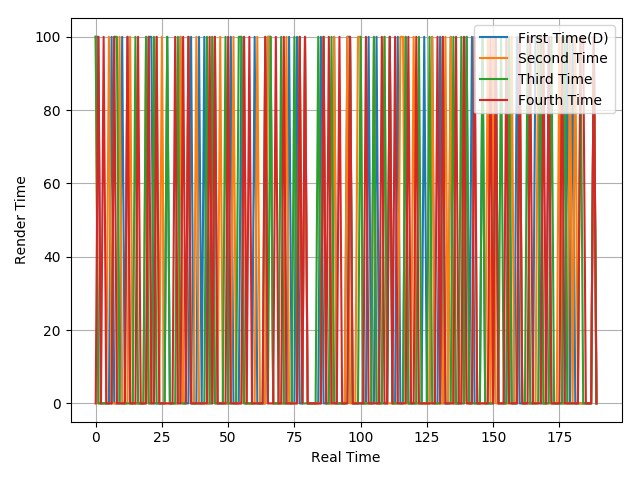 First Time(D)
Second Time
Third Time
Fourth Time
100
80
60
40
20
0
Render Time
0 25 50 75 100 125 150 175
Real Time